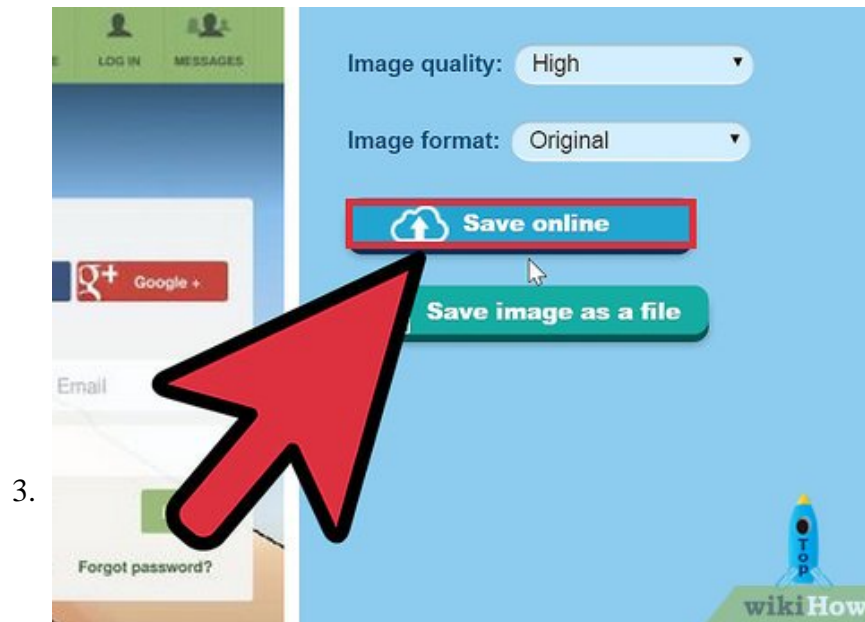 LOG IN
MESSAGES
Image quality: High
Image format: Original
Save online
g+ Google +
Save image as a file
Email
3.
Forgot password?
TOP
wikiHow